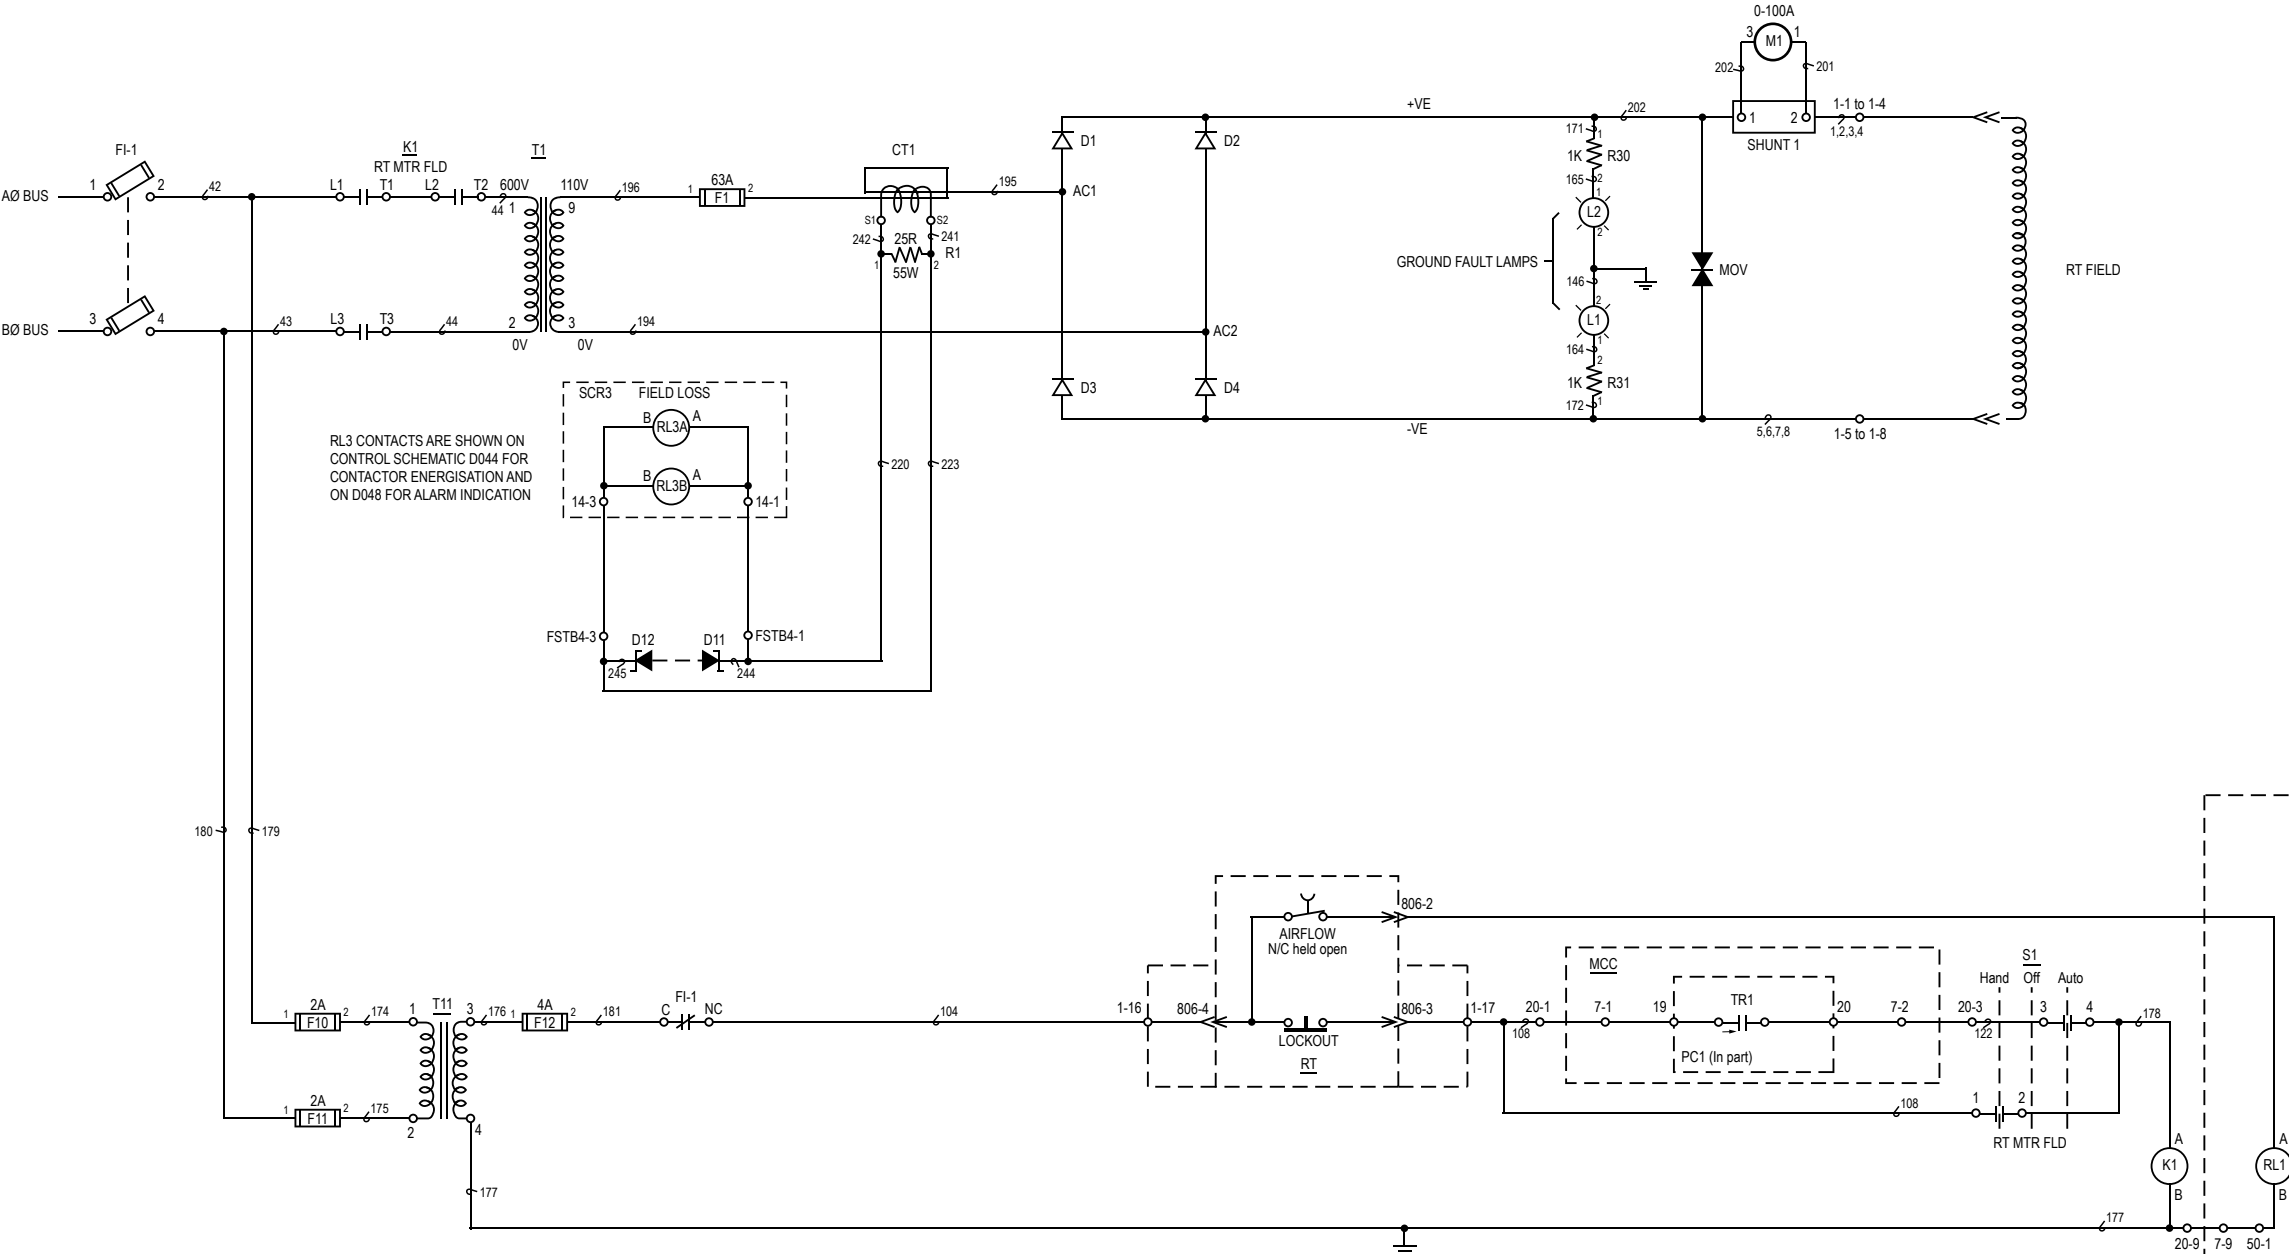 0-100A
3 M1 1
202 201
1 2
SHUNT 1
1-1 to 1-4
1,2,3,4
+VE
202
FI-1
AØ BUS
1 2
42
K1
RT MTR FLD
L1 T1 L2 T2
600V
44 1
T1
110V
9
196
63A
1 F1 2
CT1
S1 S2
242 241
25R
R1
1 2
55W
195
AC1
D1 D2
171 1
1K R30
165 2
1
L2
2
GROUND FAULT LAMPS
146
2
L1
1
164
2
1K R31
172 1
MOV
RT FIELD
BØ BUS
3 4
43
L3 T3
44
2
0V
3
0V
194
AC2
D3 D4
-VE
5,6,7,8
1-5 to 1-8
SCR3 FIELD LOSS
B RL3A A
B RL3B A
14-3 14-1
RL3 CONTACTS ARE SHOWN ON
CONTROL SCHEMATIC D044 FOR
CONTACTOR ENERGISATION AND
ON D048 FOR ALARM INDICATION
220 223
FSTB4-3 D12 D11 FSTB4-1
245 244
180 179
2A
1 F10 2
174
1 T11 3
176
4A
1 F12 2
181
FI-1
C NC
104
2A
1 F11 2
175
2 4
177
1-16
806-4
AIRFLOW
N/C held open
806-2
LOCKOUT
RT
806-3
1-17
108
20-1
MCC
7-1
19
TR1
PC1 (In part)
20
7-2
20-3
122
S1
Hand Off Auto
3 4
178
108
1 2
RT MTR FLD
A
K1
B
A
RL1
B
177
20-9 7-9 50-1